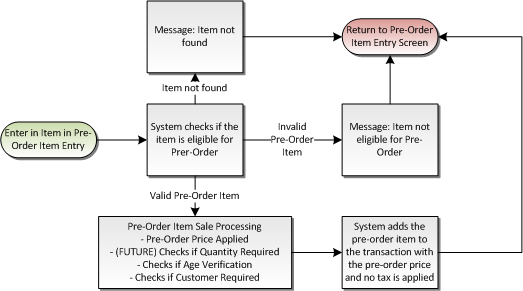 Message: Item not
found
Return to Pre-Order
Item Entry Screen
Item not found
Enter in Item in Pre-
Order Item Entry
System checks if the
item is eligible for
Prer-Order
Invalid
Pre-Order
Item
Message: Item not
eligible for Pre-
Order
Valid Pre-Order Item
Pre-Order Item Sale Processing
- Pre-Order Price Applied
- (FUTURE) Checks if Quantity Required
- Checks if Age Verification
- Checks if Customer Required
System adds the
pre-order item to
the transaction with
the pre-order price
and no tax is applied